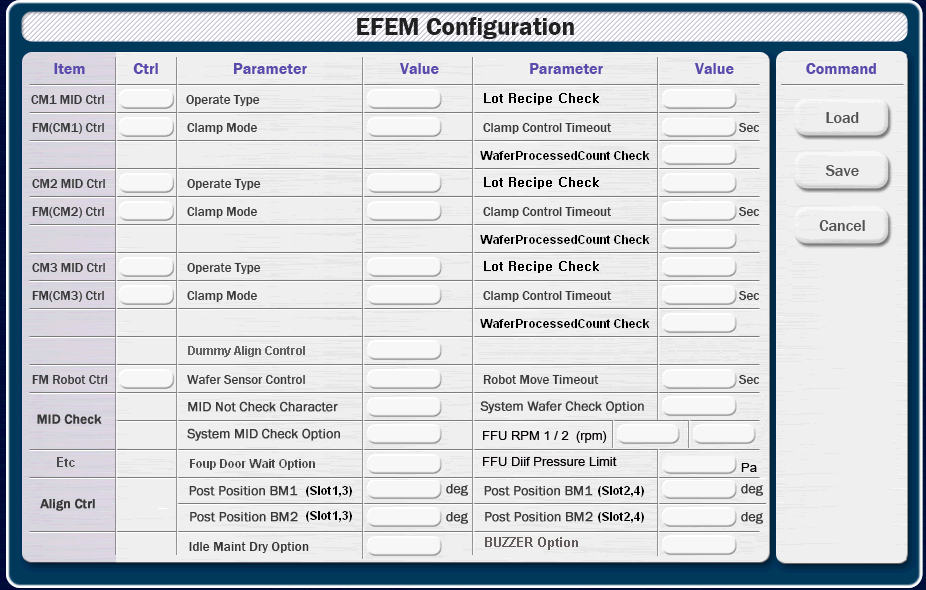 EFEM Configuration
Item Ctrl Parameter Value Parameter Value Command
CM1 MID Ctrl Operate Type Lot Recipe Check
Load
FM(CM1) Ctrl Clamp Mode Clamp Control Timeout Sec
WaferProcessedCount Check
Save
CM2 MID Ctrl Operate Type Lot Recipe Check
FM(CM2) Ctrl Clamp Mode Clamp Control Timeout Sec
Cancel
WaferProcessedCount Check
CM3 MID Ctrl Operate Type Lot Recipe Check
FM(CM3) Ctrl Clamp Mode Clamp Control Timeout Sec
WaferProcessedCount Check
Dummy Align Control
FM Robot Ctrl Wafer Sensor Control Robot Move Timeout Sec
MID Check
MID Not Check Character System Wafer Check Option
System MID Check Option FFU RPM 1 / 2 (rpm)
Etc Foup Door Wait Option FFU Diif Pressure Limit Pa
Align Ctrl
Post Position BM1 (Slot1,3) deg Post Position BM1 (Slot2,4) deg
Post Position BM2 (Slot1,3) deg Post Position BM2 (Slot2,4) deg
Idle Maint Dry Option BUZZER Option